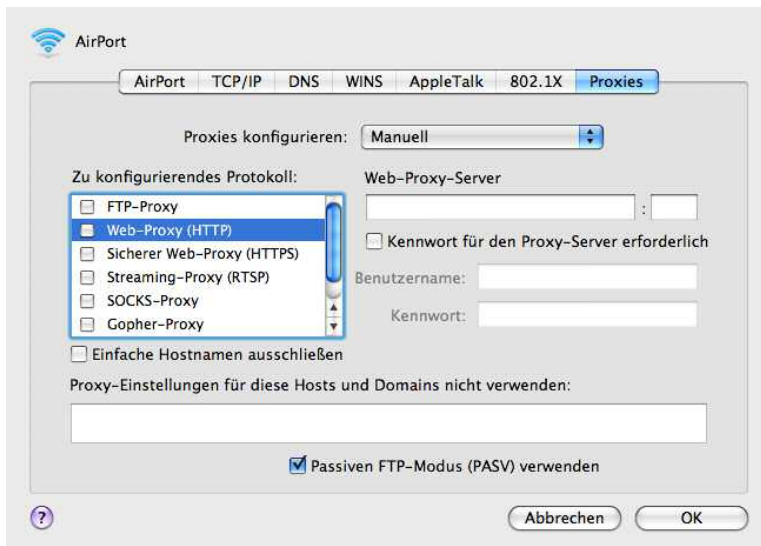 AirPort
AirPort TCP/IP DNS WINS AppleTalk 802.1X Proxies
Proxies konfigurieren: Manuell
Zu konfigurierendes Protokoll:
FTP-Proxy
Web-Proxy (HTTP)
Sicherer Web-Proxy (HTTPS)
Streaming-Proxy (RTSP)
SOCKS-Proxy
Gopher-Proxy
Web-Proxy-Server
:
Kennwort für den Proxy-Server erforderlich
Benutzername:
Kennwort:
Einfache Hostnamen ausschließen
Proxy-Einstellungen für diese Hosts und Domains nicht verwenden:
Passiven FTP-Modus (PASV) verwenden
? Abbrechen OK